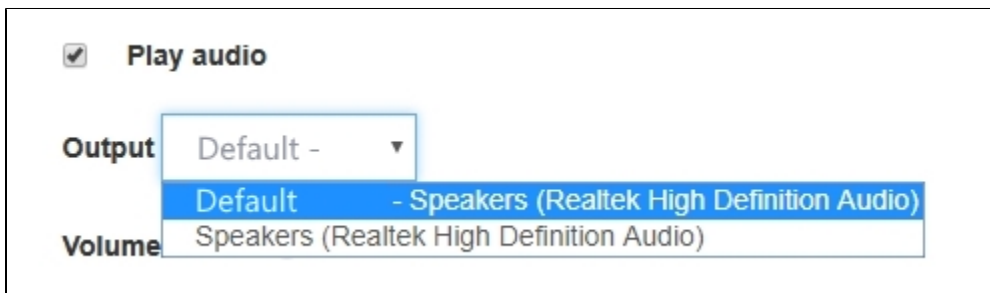 Play audio
Output Default -
Default - Speakers (Realtek High Definition Audio)
Speakers (Realtek High Definition Audio)
Volume